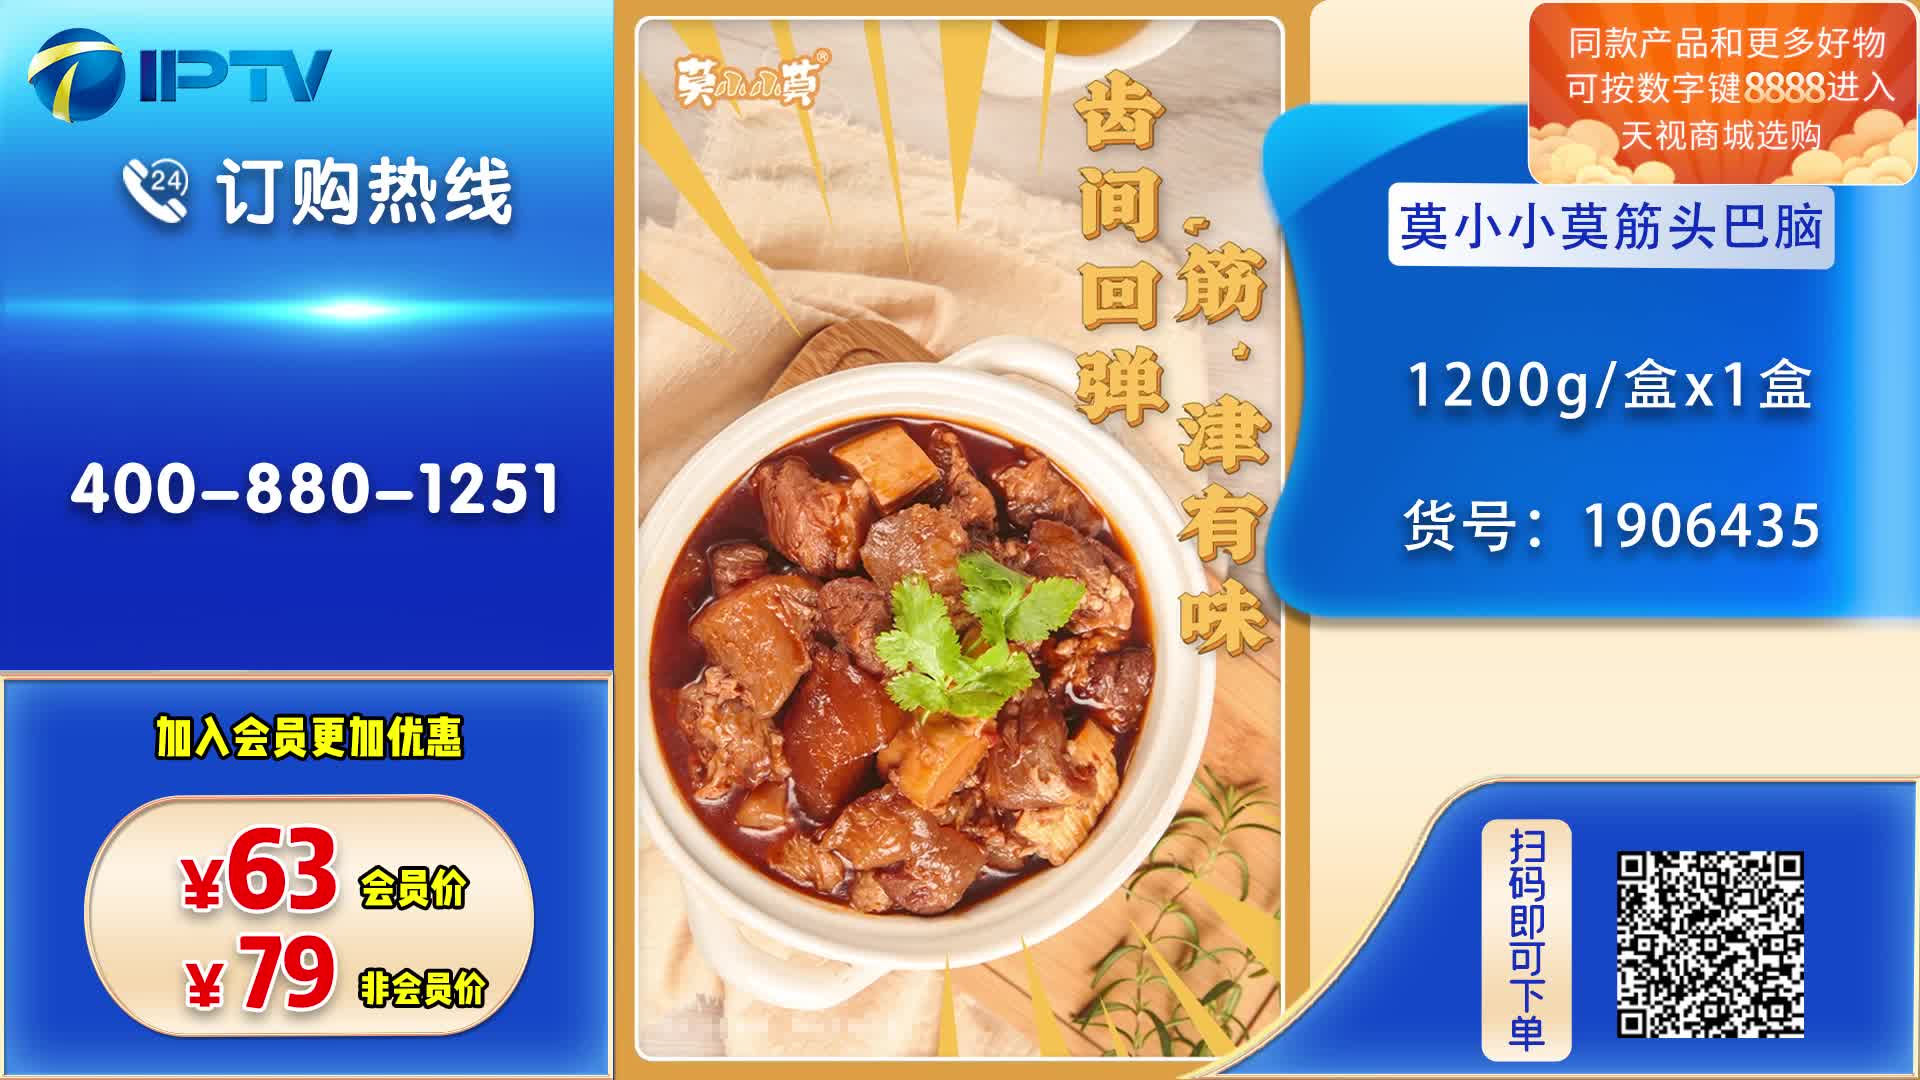 IPTV
24
订购热线
400-880-1251
加入会员更加优惠
¥63 会员价
¥79 非会员价
莫小小莫®
齿间回弹
筋·津有味
同款产品和更多好物
可按数字键8888进入
天视商城选购
莫小小莫筋头巴脑
1200g/盒x1盒
货号：1906435
扫码即可下单